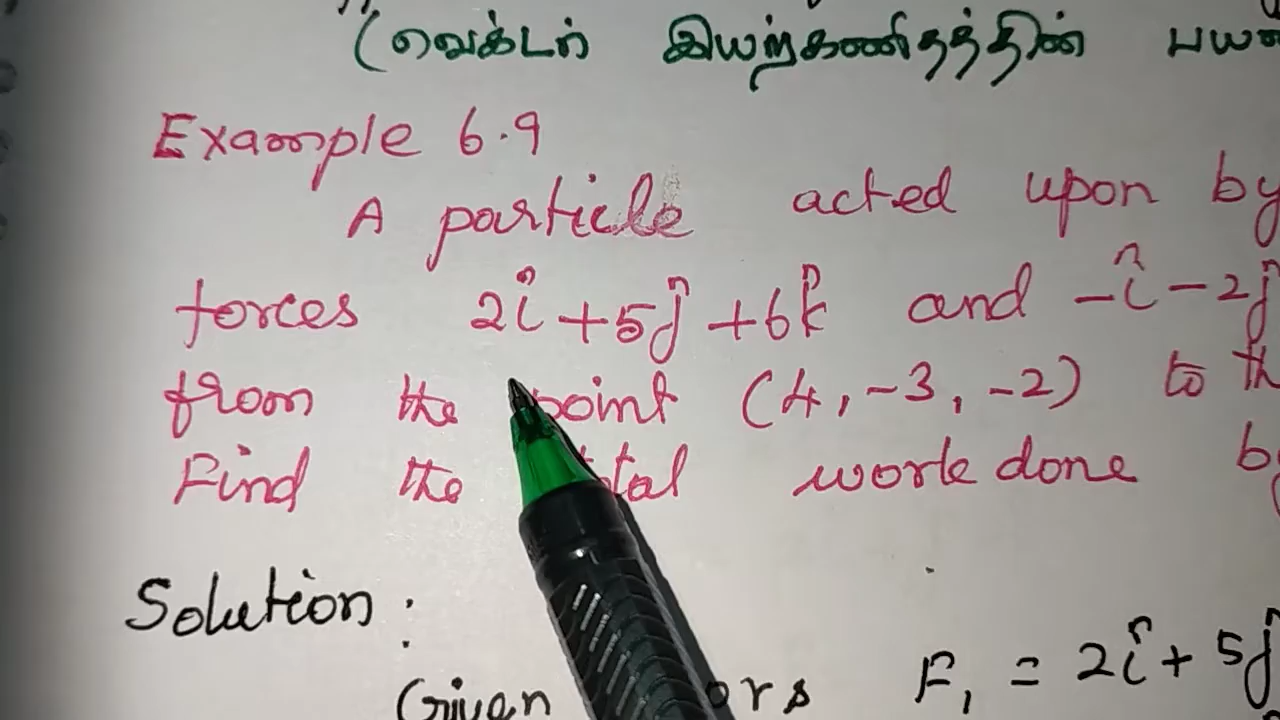 (வெக்டர் இயற்கணிதத்தின்
Example 6.9
A particle acted upon by
forces 2î + 5ĵ + 6k̂ and -î - 2ĵ
from the point (4, -3, -2) to
Find the work done
Solution :
Given F₁ = 2î + 5ĵ